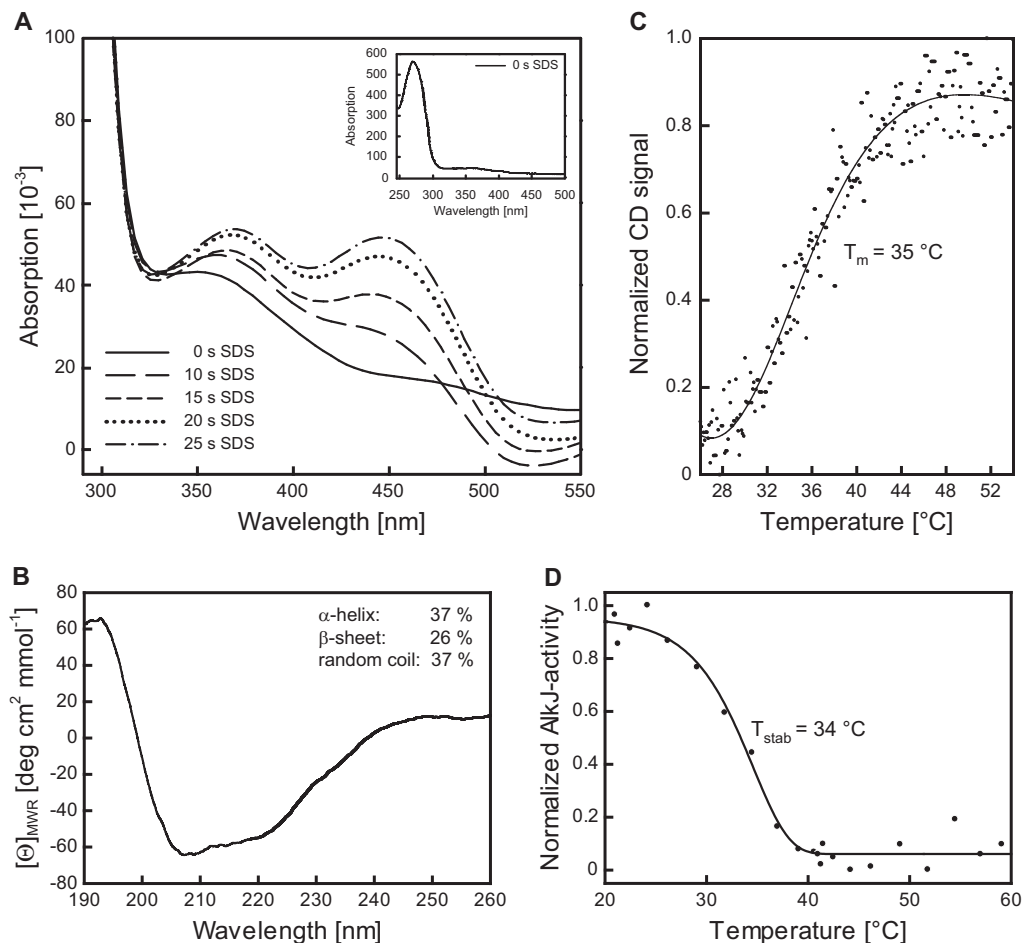 A
Absorption [10-3]
100
80
60
40
20
0
300 350 400 450 500 550
Wavelength [nm]
0 s SDS
10 s SDS
15 s SDS
20 s SDS
25 s SDS
Absorption
600
500
400
300
200
100
0
250 300 350 400 450 500
Wavelength [nm]
0 s SDS
C
Normalized CD signal
1.0
0.8
0.6
0.4
0.2
0
28 32 36 40 44 48 52
Temperature [°C]
Tm = 35 °C
B
[Θ]MWR [deg cm2 mmol-1]
80
60
40
20
0
-20
-40
-60
-80
190 200 210 220 230 240 250 260
Wavelength [nm]
α-helix: 37 %
β-sheet: 26 %
random coil: 37 %
D
Normalized AlkJ-activity
1.0
0.8
0.6
0.4
0.2
0
20 30 40 50 60
Temperature [°C]
Tstab = 34 °C